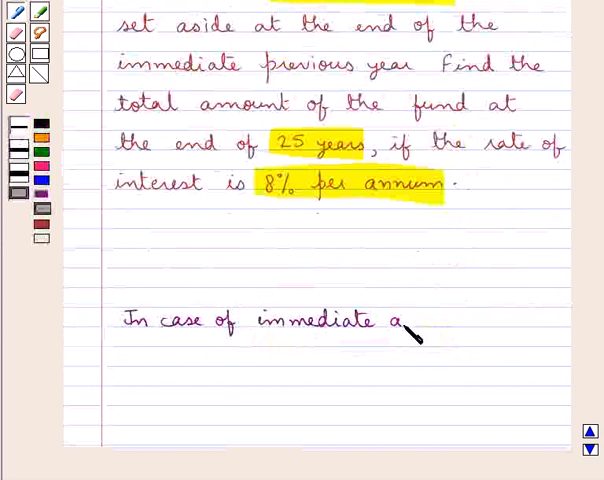 set aside at the end of the
immediate previous year Find the
total amount of the fund at
the end of 25 years, if the rate of
interest is 8% per annum.
In case of immediate a